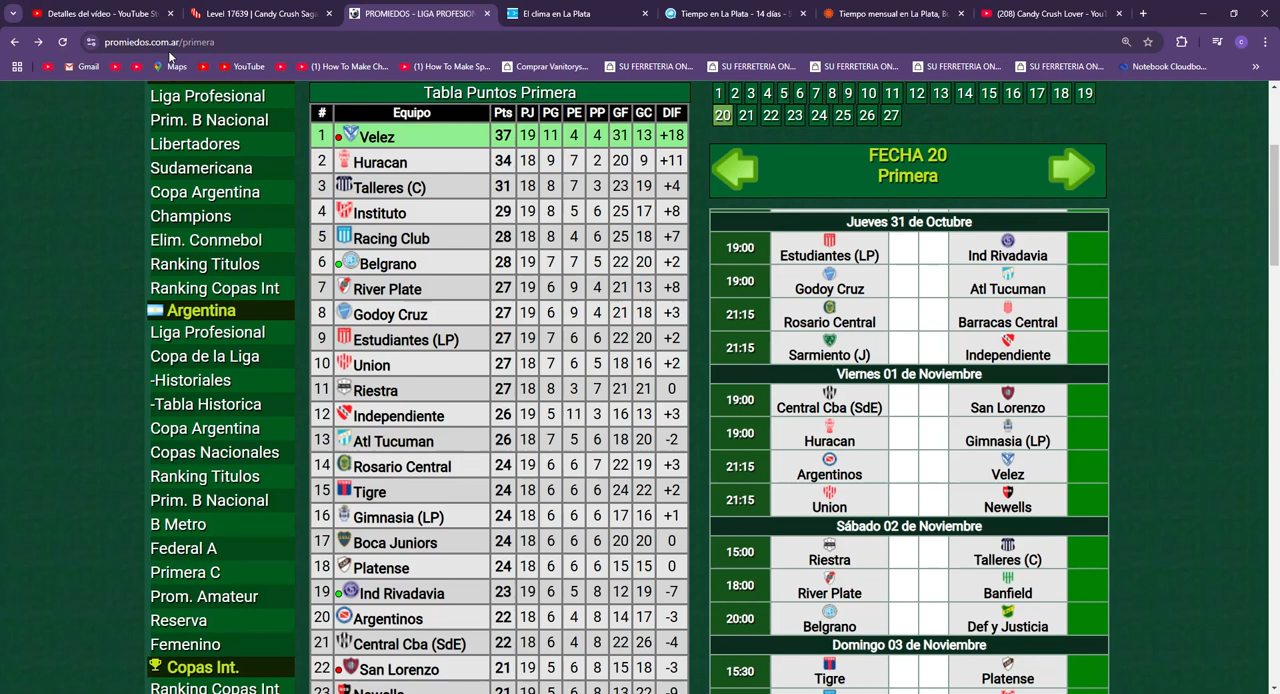 Detalles del vídeo - YouTube St
Level 17639 | Candy Crush Saga
PROMIEDOS - LIGA PROFESION
El clima en La Plata
Tiempo en La Plata - 14 días - S
Tiempo mensual en La Plata, Bu
(208) Candy Crush Lover - YouT
promiedos.com.ar/primera
C
Gmail
Maps
YouTube
(1) How To Make Ch...
(1) How To Make Sp...
Comprar Vanitorys...
SU FERRETERIA ON...
SU FERRETERIA ON...
SU FERRETERIA ON...
SU FERRETERIA ON...
SU FERRETERIA ON...
Notebook Cloudbo...
Liga Profesional
Prim. B Nacional
Libertadores
Sudamericana
Copa Argentina
Champions
Elim. Conmebol
Ranking Titulos
Ranking Copas Int
Argentina
Liga Profesional
Copa de la Liga
-Historiales
-Tabla Historica
Copa Argentina
Copas Nacionales
Ranking Titulos
Prim. B Nacional
B Metro
Federal A
Primera C
Prom. Amateur
Reserva
Femenino
Copas Int.
Ranking Copas Int
Tabla Puntos Primera
# Equipo Pts PJ PG PE PP GF GC DIF
1 Velez 37 19 11 4 4 31 13 +18
2 Huracan 34 18 9 7 2 20 9 +11
3 Talleres (C) 31 18 8 7 3 23 19 +4
4 Instituto 29 19 8 5 6 25 17 +8
5 Racing Club 28 18 8 4 6 25 18 +7
6 Belgrano 28 19 7 7 5 22 20 +2
7 River Plate 27 19 6 9 4 21 13 +8
8 Godoy Cruz 27 19 6 9 4 21 18 +3
9 Estudiantes (LP) 27 19 7 6 6 22 20 +2
10 Union 27 18 7 6 5 18 16 +2
11 Riestra 27 18 8 3 7 21 21 0
12 Independiente 26 19 5 11 3 16 13 +3
13 Atl Tucuman 26 18 7 5 6 18 20 -2
14 Rosario Central 24 19 6 6 7 22 19 +3
15 Tigre 24 18 6 6 6 24 22 +2
16 Gimnasia (LP) 24 18 6 6 6 17 16 +1
17 Boca Juniors 24 18 6 6 6 20 20 0
18 Platense 24 18 6 6 6 15 15 0
19 Ind Rivadavia 23 19 6 5 8 12 19 -7
20 Argentinos 22 18 6 4 8 14 17 -3
21 Central Cba (SdE) 22 18 6 4 8 22 26 -4
22 San Lorenzo 21 19 5 6 8 15 18 -3
1 2 3 4 5 6 7 8 9 10 11 12 13 14 15 16 17 18 19
20 21 22 23 24 25 26 27
FECHA 20
Primera
Jueves 31 de Octubre
19:00 Estudiantes (LP) Ind Rivadavia
19:00 Godoy Cruz Atl Tucuman
21:15 Rosario Central Barracas Central
21:15 Sarmiento (J) Independiente
Viernes 01 de Noviembre
19:00 Central Cba (SdE) San Lorenzo
19:00 Huracan Gimnasia (LP)
21:15 Argentinos Velez
21:15 Union Newells
Sábado 02 de Noviembre
15:00 Riestra Talleres (C)
18:00 River Plate Banfield
20:00 Belgrano Def y Justicia
Domingo 03 de Noviembre
15:30 Tigre Platense